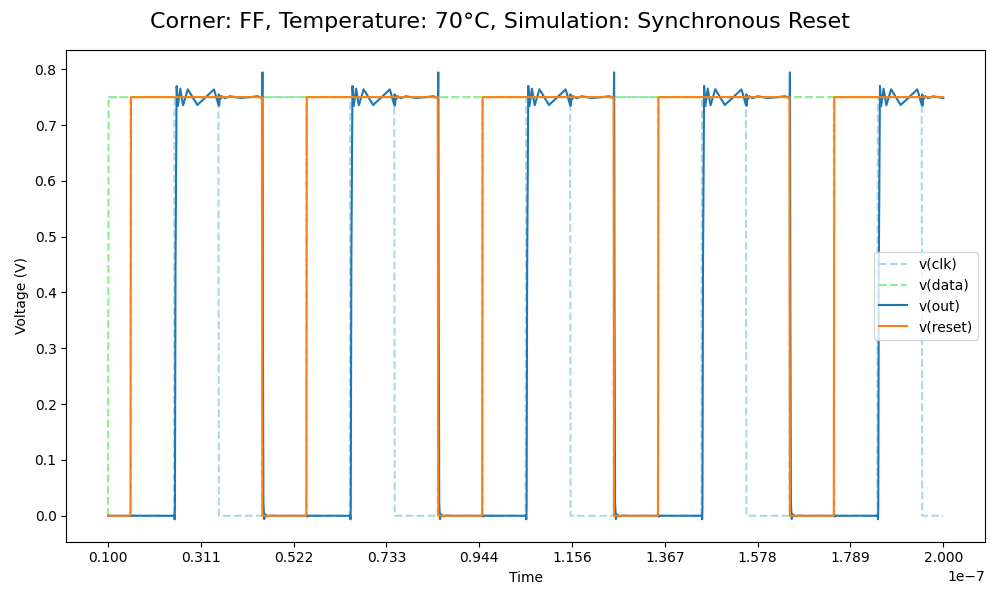 Corner: FF, Temperature: 70°C, Simulation: Synchronous Reset
0.8
0.7
0.6
0.5
0.4
0.3
0.2
0.1
0.0
Voltage (V)
v(clk)
v(data)
v(out)
v(reset)
0.100 0.311 0.522 0.733 0.944 1.156 1.367 1.578 1.789 2.000
Time
1e−7